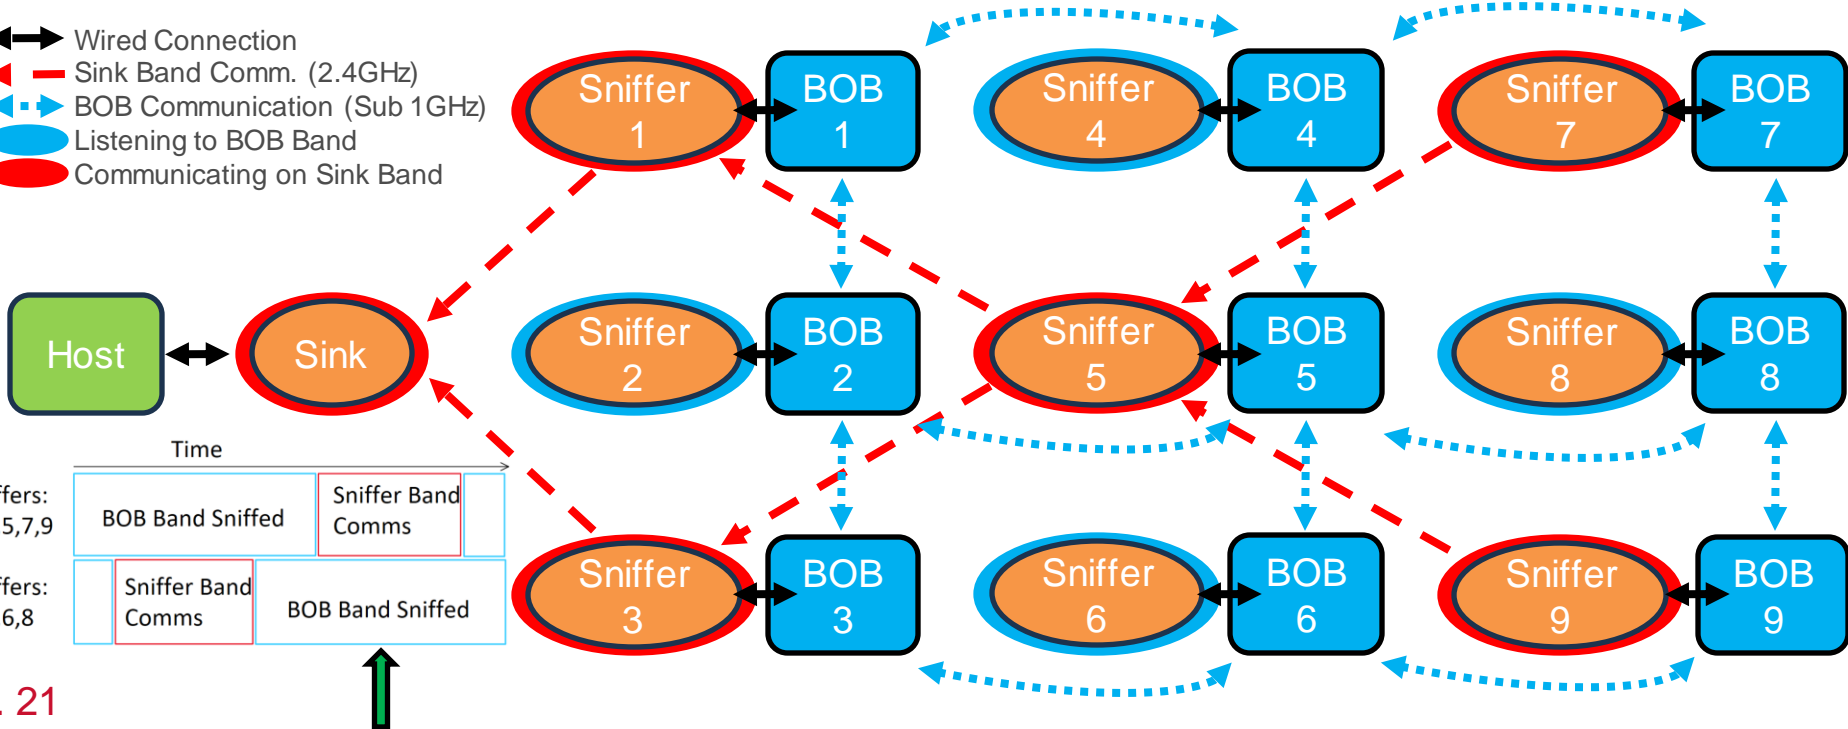 Wired Connection
Sink Band Comm. (2.4GHz)
BOB Communication (Sub 1GHz)
Listening to BOB Band
Communicating on Sink Band
Sniffer
1
BOB
1
Sniffer
4
BOB
4
Sniffer
7
BOB
7
Host
Sink
Sniffer
2
BOB
2
Sniffer
5
BOB
5
Sniffer
8
BOB
8
Sniffer
3
BOB
3
Sniffer
6
BOB
6
Sniffer
9
BOB
9
Time
ffers:
5,7,9
BOB Band Sniffed
Sniffer Band
Comms
ffers:
6,8
Sniffer Band
Comms
BOB Band Sniffed
. 21